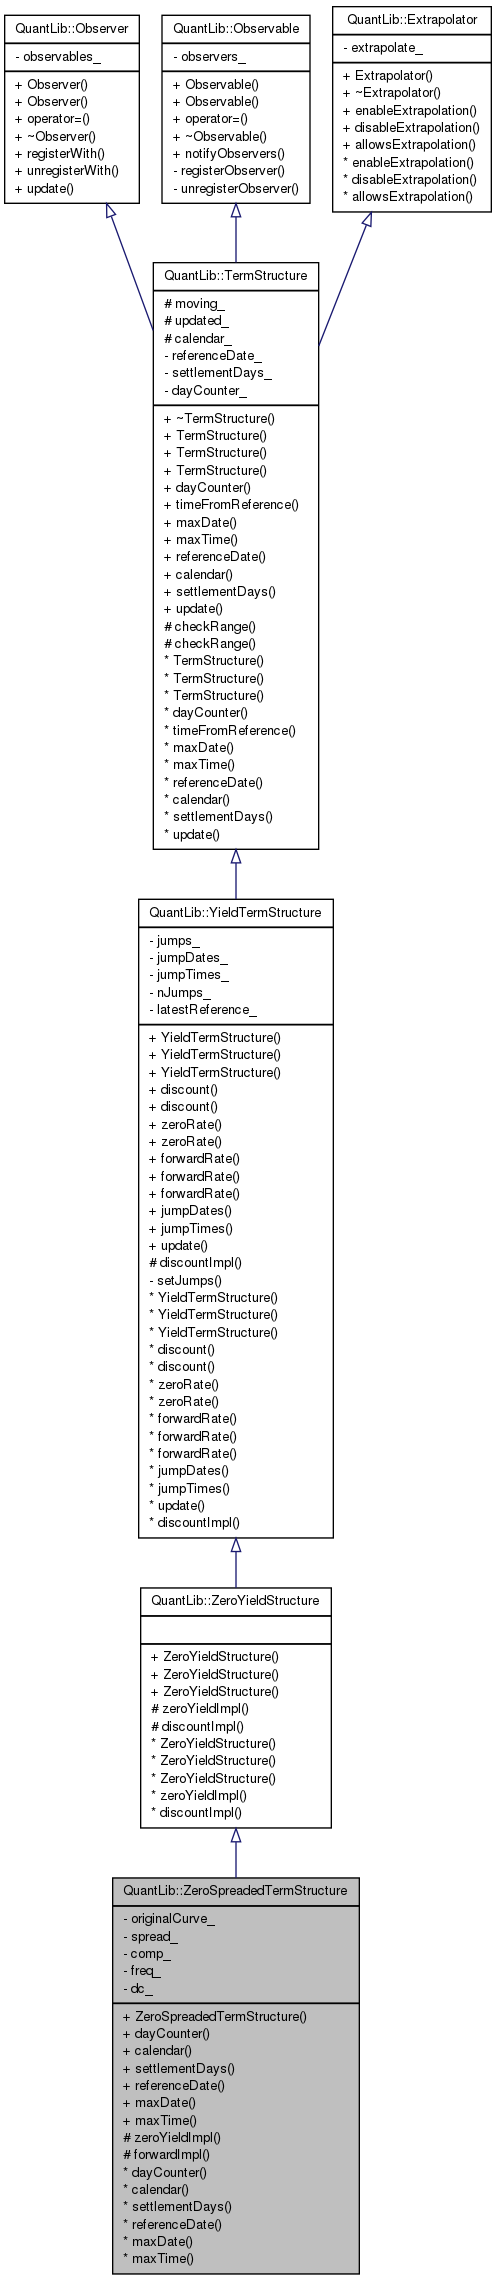 QuantLib::Observer
- observables_
+ Observer()
+ Observer()
+ operator=()
+ ~Observer()
+ registerWith()
+ unregisterWith()
+ update()
QuantLib::Observable
- observers_
+ Observable()
+ Observable()
+ operator=()
+ ~Observable()
+ notifyObservers()
- registerObserver()
- unregisterObserver()
QuantLib::Extrapolator
- extrapolate_
+ Extrapolator()
+ ~Extrapolator()
+ enableExtrapolation()
+ disableExtrapolation()
+ allowsExtrapolation()
* enableExtrapolation()
* disableExtrapolation()
* allowsExtrapolation()
QuantLib::TermStructure
# moving_
# updated_
# calendar_
- referenceDate_
- settlementDays_
- dayCounter_
+ ~TermStructure()
+ TermStructure()
+ TermStructure()
+ TermStructure()
+ dayCounter()
+ timeFromReference()
+ maxDate()
+ maxTime()
+ referenceDate()
+ calendar()
+ settlementDays()
+ update()
# checkRange()
# checkRange()
* TermStructure()
* TermStructure()
* TermStructure()
* dayCounter()
* timeFromReference()
* maxDate()
* maxTime()
* referenceDate()
* calendar()
* settlementDays()
* update()
QuantLib::YieldTermStructure
- jumps_
- jumpDates_
- jumpTimes_
- nJumps_
- latestReference_
+ YieldTermStructure()
+ YieldTermStructure()
+ YieldTermStructure()
+ discount()
+ discount()
+ zeroRate()
+ zeroRate()
+ forwardRate()
+ forwardRate()
+ forwardRate()
+ jumpDates()
+ jumpTimes()
+ update()
# discountImpl()
- setJumps()
* YieldTermStructure()
* YieldTermStructure()
* YieldTermStructure()
* discount()
* discount()
* zeroRate()
* zeroRate()
* forwardRate()
* forwardRate()
* forwardRate()
* jumpDates()
* jumpTimes()
* update()
* discountImpl()
QuantLib::ZeroYieldStructure
+ ZeroYieldStructure()
+ ZeroYieldStructure()
+ ZeroYieldStructure()
# zeroYieldImpl()
# discountImpl()
* ZeroYieldStructure()
* ZeroYieldStructure()
* ZeroYieldStructure()
* zeroYieldImpl()
* discountImpl()
QuantLib::ZeroSpreadedTermStructure
- originalCurve_
- spread_
- comp_
- freq_
- dc_
+ ZeroSpreadedTermStructure()
+ dayCounter()
+ calendar()
+ settlementDays()
+ referenceDate()
+ maxDate()
+ maxTime()
# zeroYieldImpl()
# forwardImpl()
* dayCounter()
* calendar()
* settlementDays()
* referenceDate()
* maxDate()
* maxTime()